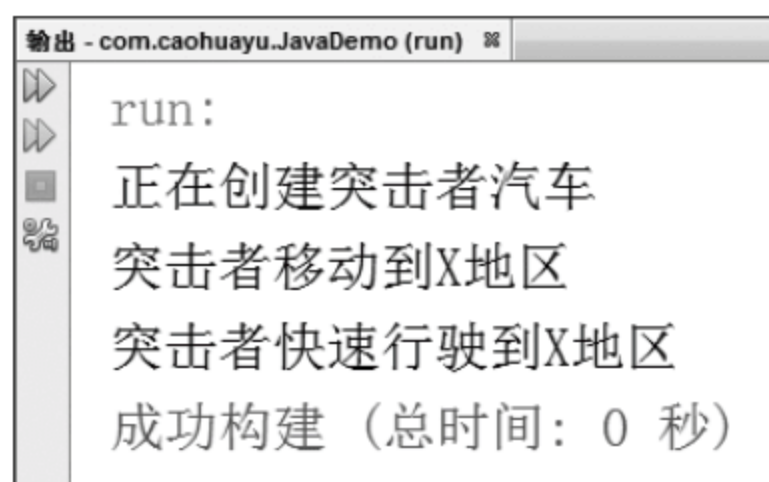 输出 - com.caohuayu.JavaDemo (run)
run:
正在创建突击者汽车
突击者移动到X地区
突击者快速行驶到X地区
成功构建 (总时间: 0 秒)